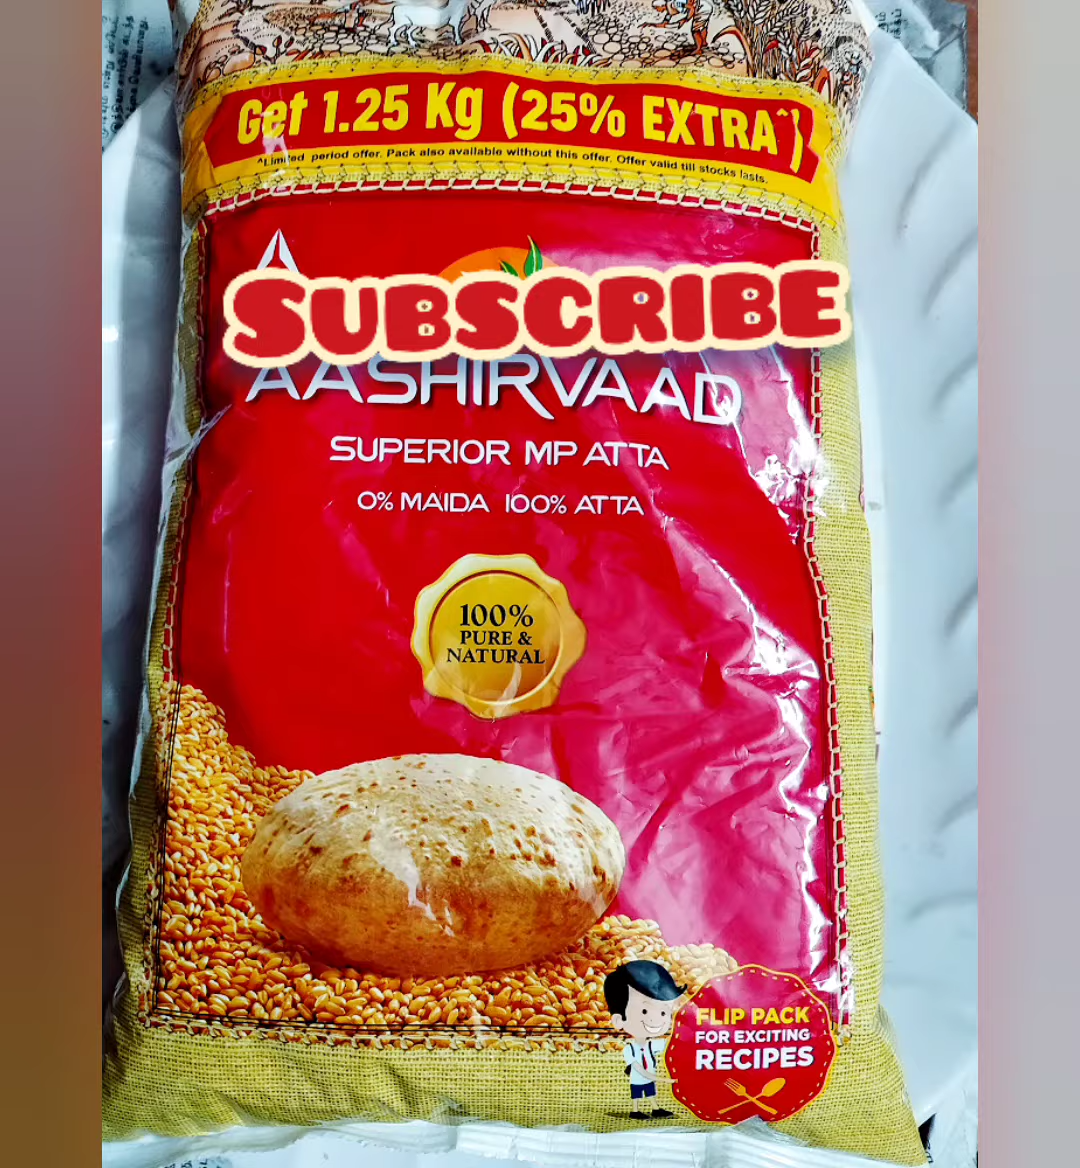 Get 1.25 Kg (25% EXTRA^)
^Limited period offer. Pack also available without this offer. Offer valid till stocks lasts.
SUBSCRIBE
AASHIRVAAD
SUPERIOR MP ATTA
0% MAIDA 100% ATTA
100%
PURE &
NATURAL
FLIP PACK
FOR EXCITING
RECIPES